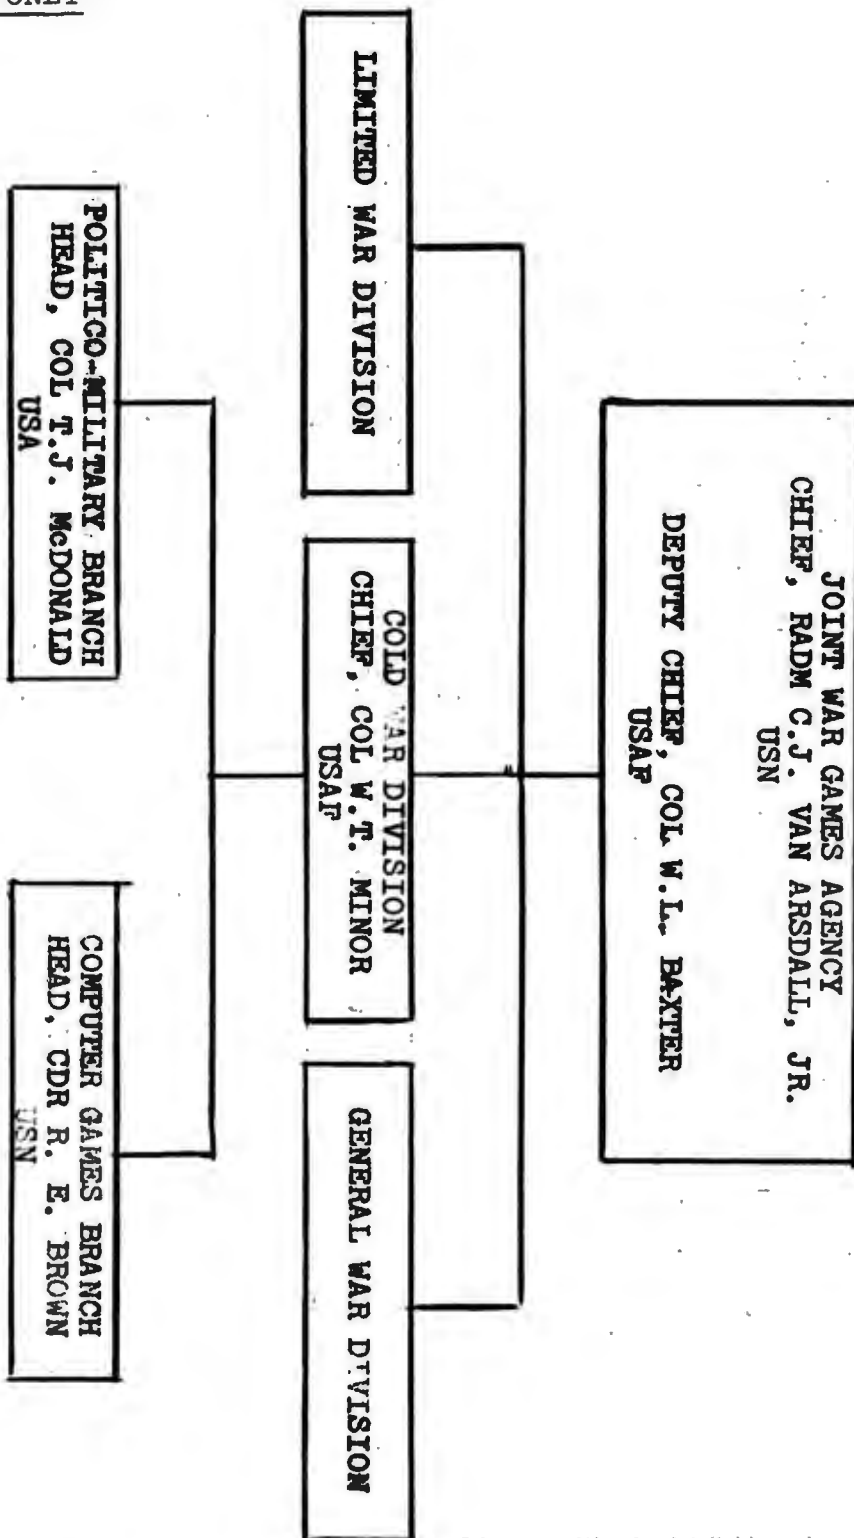 ONLY
JOINT WAR GAMES AGENCY
CHIEF, RADM C.J. VAN ARSDALL, JR.
USN
DEPUTY CHIEF, COL W.L. BAXTER
USAF
LIMITED WAR DIVISION
COLD WAR DIVISION
CHIEF, COL W.T. MINOR
USAF
GENERAL WAR DIVISION
POLITICO-MILITARY BRANCH
HEAD, COL T.J. McDONALD
USA
COMPUTER GAMES BRANCH
HEAD, CDR R. E. BROWN
USN